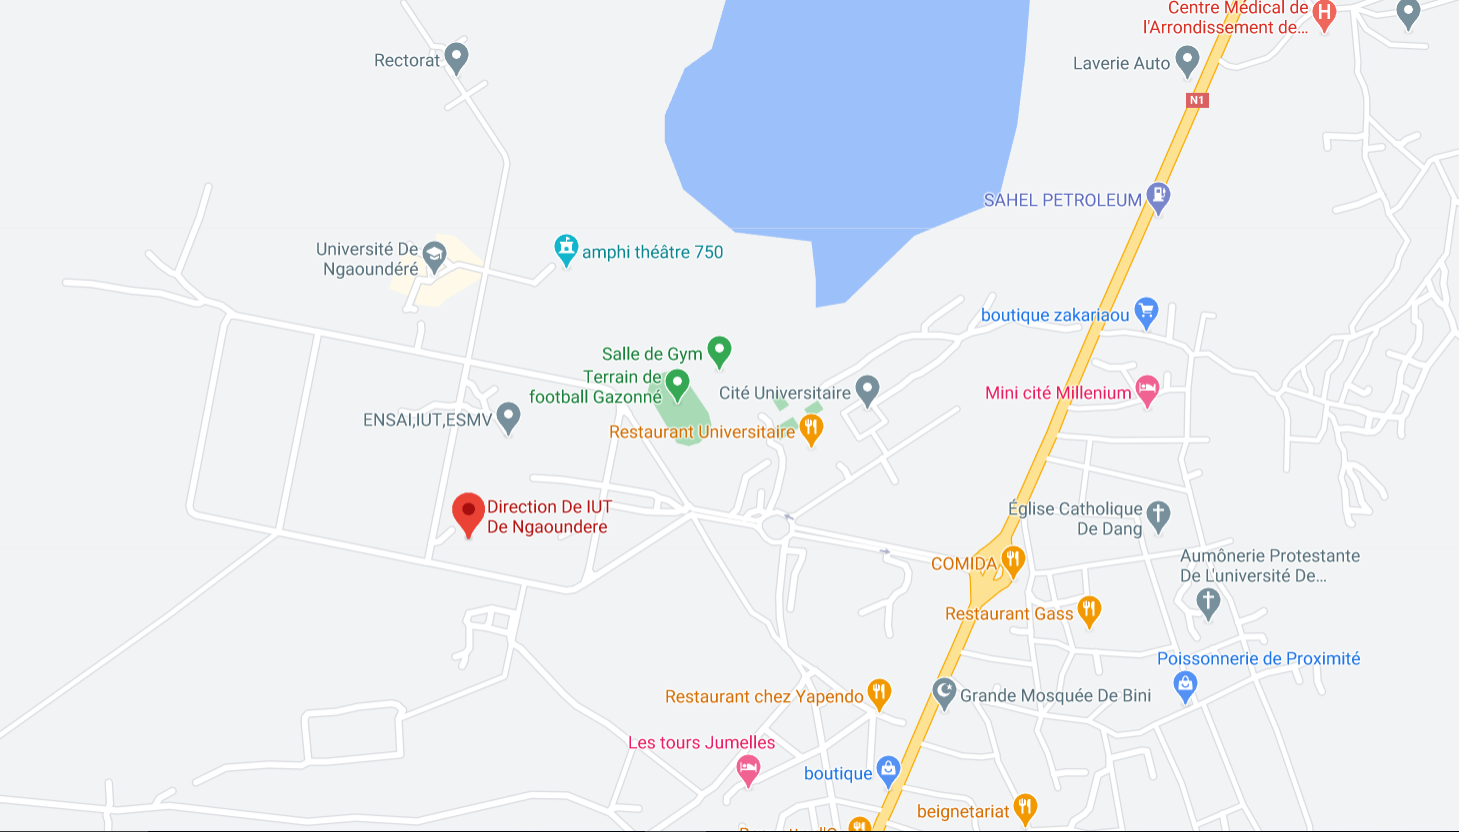 Centre Médical de
l'Arrondissement de...
Rectorat
Laverie Auto
N1
SAHEL PETROLEUM
Université De
Ngaoundéré
amphi théâtre 750
boutique zakariaou
Salle de Gym
Terrain de
football Gazonné
Cité Universitaire
Mini cité Millenium
ENSAI,IUT,ESMV
Restaurant Universitaire
Direction De IUT
De Ngaoundere
Église Catholique
De Dang
COMIDA
Aumônerie Protestante
De L'université De...
Restaurant Gass
Poissonnerie de Proximité
Restaurant chez Yapendo
Grande Mosquée De Bini
Les tours Jumelles
boutique
beignetariat